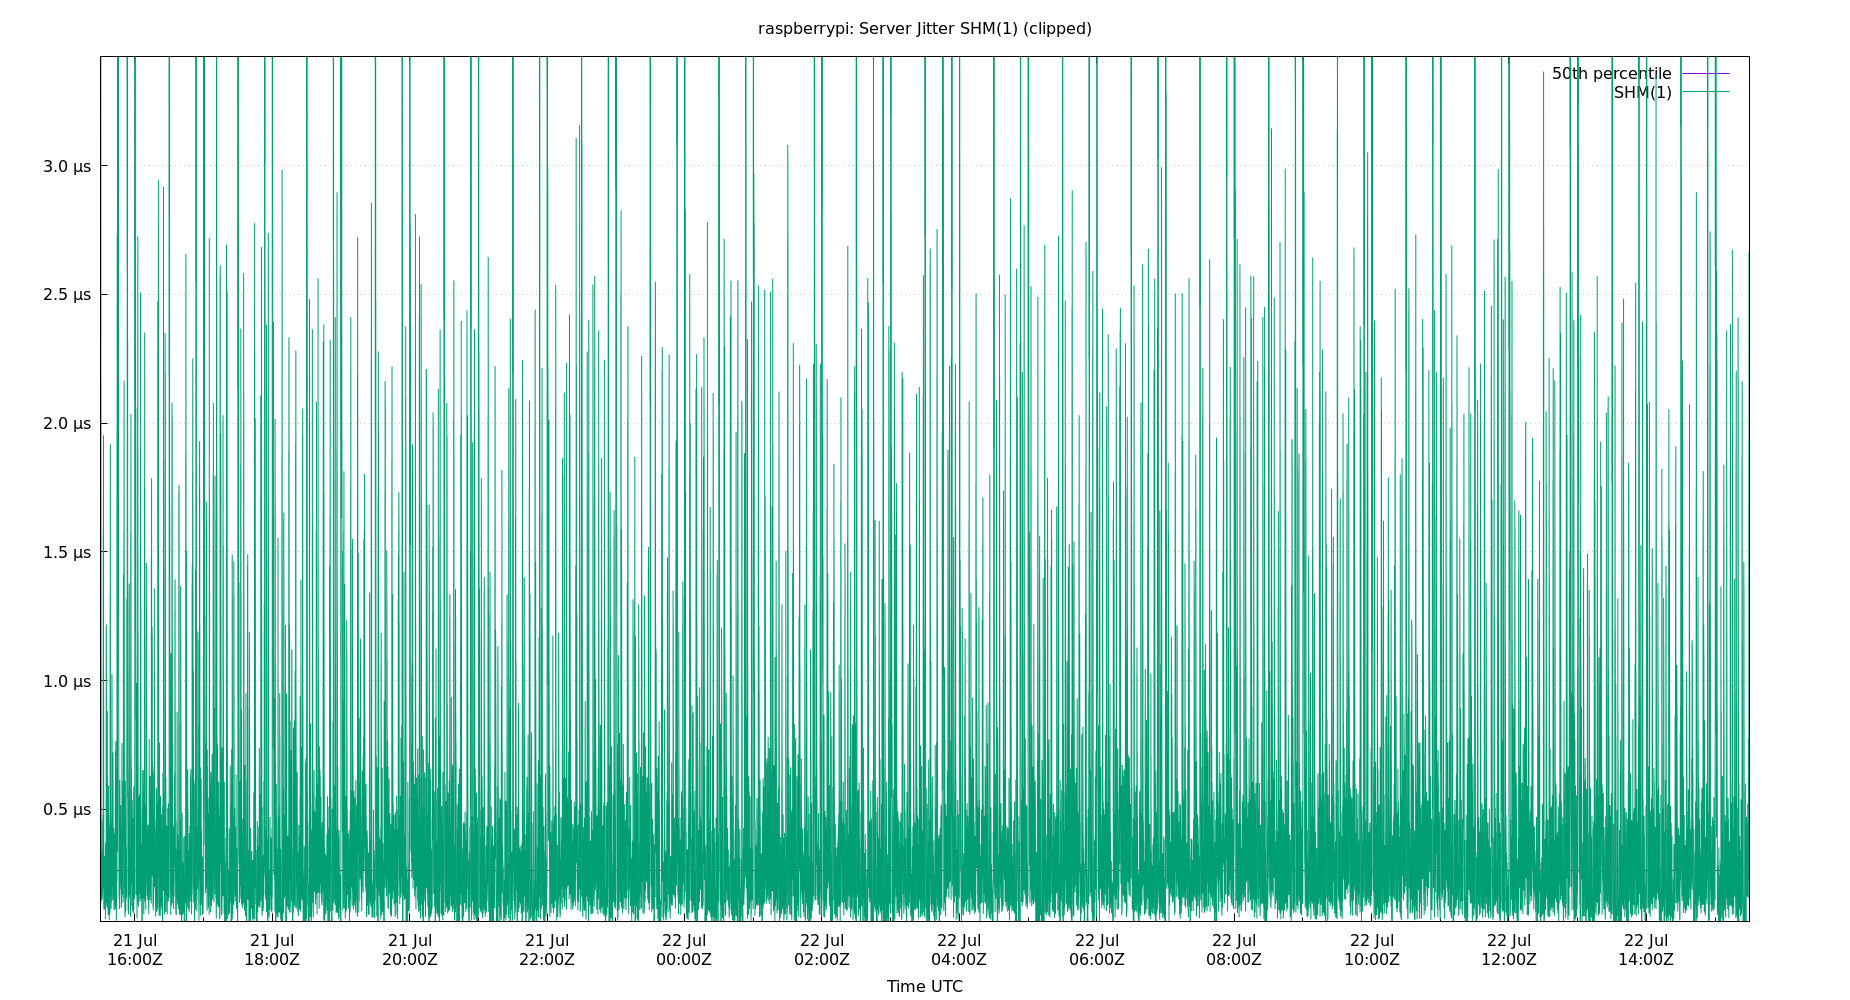 raspberrypi: Server Jitter SHM(1) (clipped)
50th percentile
SHM(1)
3.0 µs
2.5 µs
2.0 µs
1.5 µs
1.0 µs
0.5 µs
21 Jul 21 Jul 21 Jul 21 Jul 22 Jul 22 Jul 22 Jul 22 Jul 22 Jul 22 Jul 22 Jul 22 Jul
16:00Z 18:00Z 20:00Z 22:00Z 00:00Z 02:00Z 04:00Z 06:00Z 08:00Z 10:00Z 12:00Z 14:00Z
Time UTC